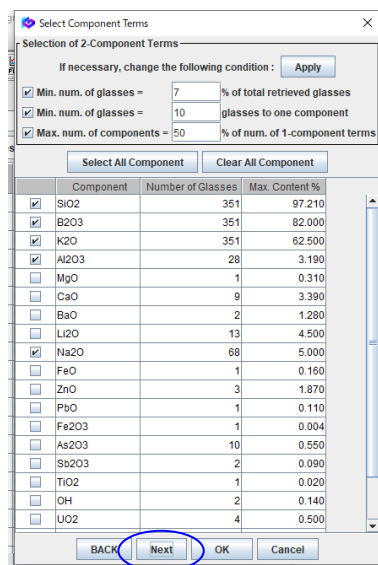 Select Component Terms
Selection of 2-Component Terms
If necessary, change the following condition : Apply
Min. num. of glasses = 7 % of total retrieved glasses
Min. num. of glasses = 10 glasses to one component
Max. num. of components = 50 % of num. of 1-component terms
Select All Component Clear All Component
Component Number of Glasses Max. Content %
SiO2 351 97.210
B2O3 351 82.000
K2O 351 62.500
Al2O3 28 3.190
MgO 1 0.310
CaO 9 3.390
BaO 2 1.280
Li2O 13 4.500
Na2O 68 5.000
FeO 1 0.160
ZnO 3 1.870
PbO 1 0.110
Fe2O3 1 0.004
As2O3 10 0.550
Sb2O3 2 0.090
TiO2 1 0.020
OH 2 0.140
UO2 4 0.500
BACK Next OK Cancel